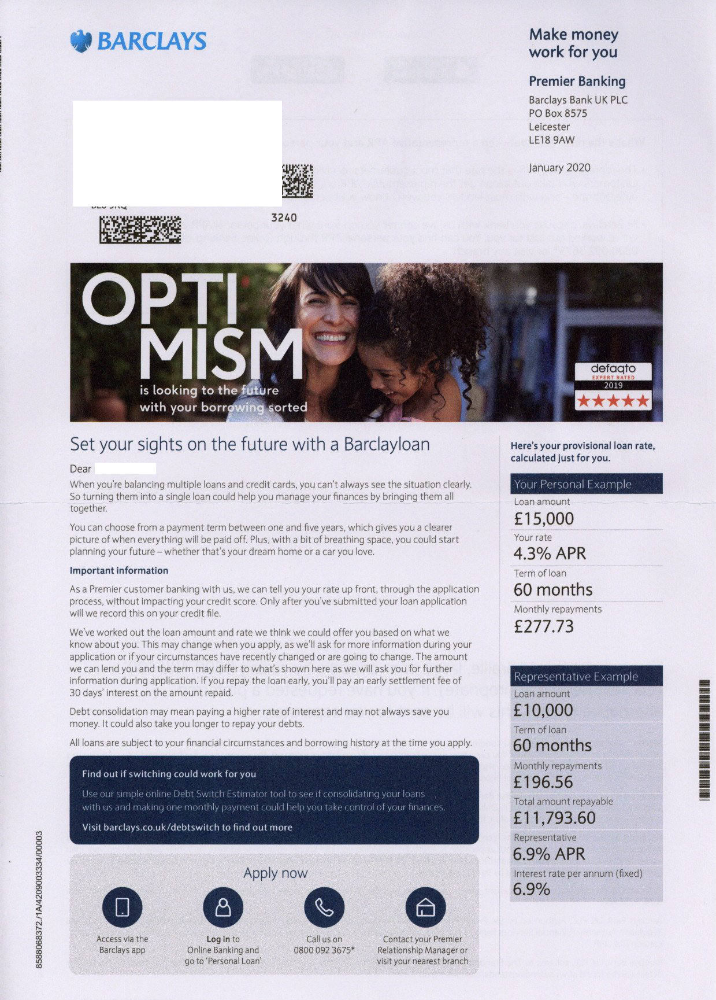 BARCLAYS
Make money
work for you
Premier Banking
Barclays Bank UK PLC
PO Box 8575
Leicester
LE18 9AW
January 2020
3240
OPTI
MISM
is looking to the future
with your borrowing sorted
defaqto
EXPERT RATED
2019
Set your sights on the future with a Barclayloan
Dear
When you're balancing multiple loans and credit cards, you can't always see the situation clearly.
So turning them into a single loan could help you manage your finances by bringing them all
together.
You can choose from a payment term between one and five years, which gives you a clearer
picture of when everything will be paid off. Plus, with a bit of breathing space, you could start
planning your future – whether that's your dream home or a car you love.
Important information
As a Premier customer banking with us, we can tell you your rate up front, through the application
process, without impacting your credit score. Only after you've submitted your loan application
will we record this on your credit file.
We've worked out the loan amount and rate we think we could offer you based on what we
know about you. This may change when you apply, as we'll ask for more information during your
application or if your circumstances have recently changed or are going to change. The amount
we can lend you and the term may differ to what's shown here as we will ask you for further
information during application. If you repay the loan early, you'll pay an early settlement fee of
30 days' interest on the amount repaid.
Debt consolidation may mean paying a higher rate of interest and may not always save you
money. It could also take you longer to repay your debts.
All loans are subject to your financial circumstances and borrowing history at the time you apply.
Find out if switching could work for you
Use our simple online Debt Switch Estimator tool to see if consolidating your loans
with us and making one monthly payment could help you take control of your finances.
Visit barclays.co.uk/debtswitch to find out more
Apply now
Access via the
Barclays app
Log in to
Online Banking and
go to 'Personal Loan'
Call us on
0800 092 3675*
Contact your Premier
Relationship Manager or
visit your nearest branch
Here's your provisional loan rate,
calculated just for you.
Your Personal Example
Loan amount
£15,000
Your rate
4.3% APR
Term of loan
60 months
Monthly repayments
£277.73
Representative Example
Loan amount
£10,000
Term of loan
60 months
Monthly repayments
£196.56
Total amount repayable
£11,793.60
Representative
6.9% APR
Interest rate per annum (fixed)
6.9%
8588068372./1A/4209003334/00003